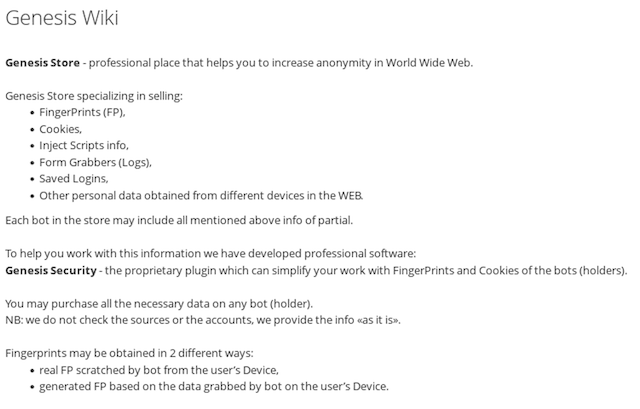 Genesis Wiki
Genesis Store - professional place that helps you to increase anonymity in World Wide Web.
Genesis Store specializing in selling:
• FingerPrints (FP),
• Cookies,
• Inject Scripts info,
• Form Grabbers (Logs),
• Saved Logins,
• Other personal data obtained from different devices in the WEB.
Each bot in the store may include all mentioned above info of partial.
To help you work with this information we have developed professional software:
Genesis Security - the proprietary plugin which can simplify your work with FingerPrints and Cookies of the bots (holders).
You may purchase all the necessary data on any bot (holder).
NB: we do not check the sources or the accounts, we provide the info «as it is».
Fingerprints may be obtained in 2 different ways:
• real FP scratched by bot from the user's Device,
• generated FP based on the data grabbed by bot on the user's Device.